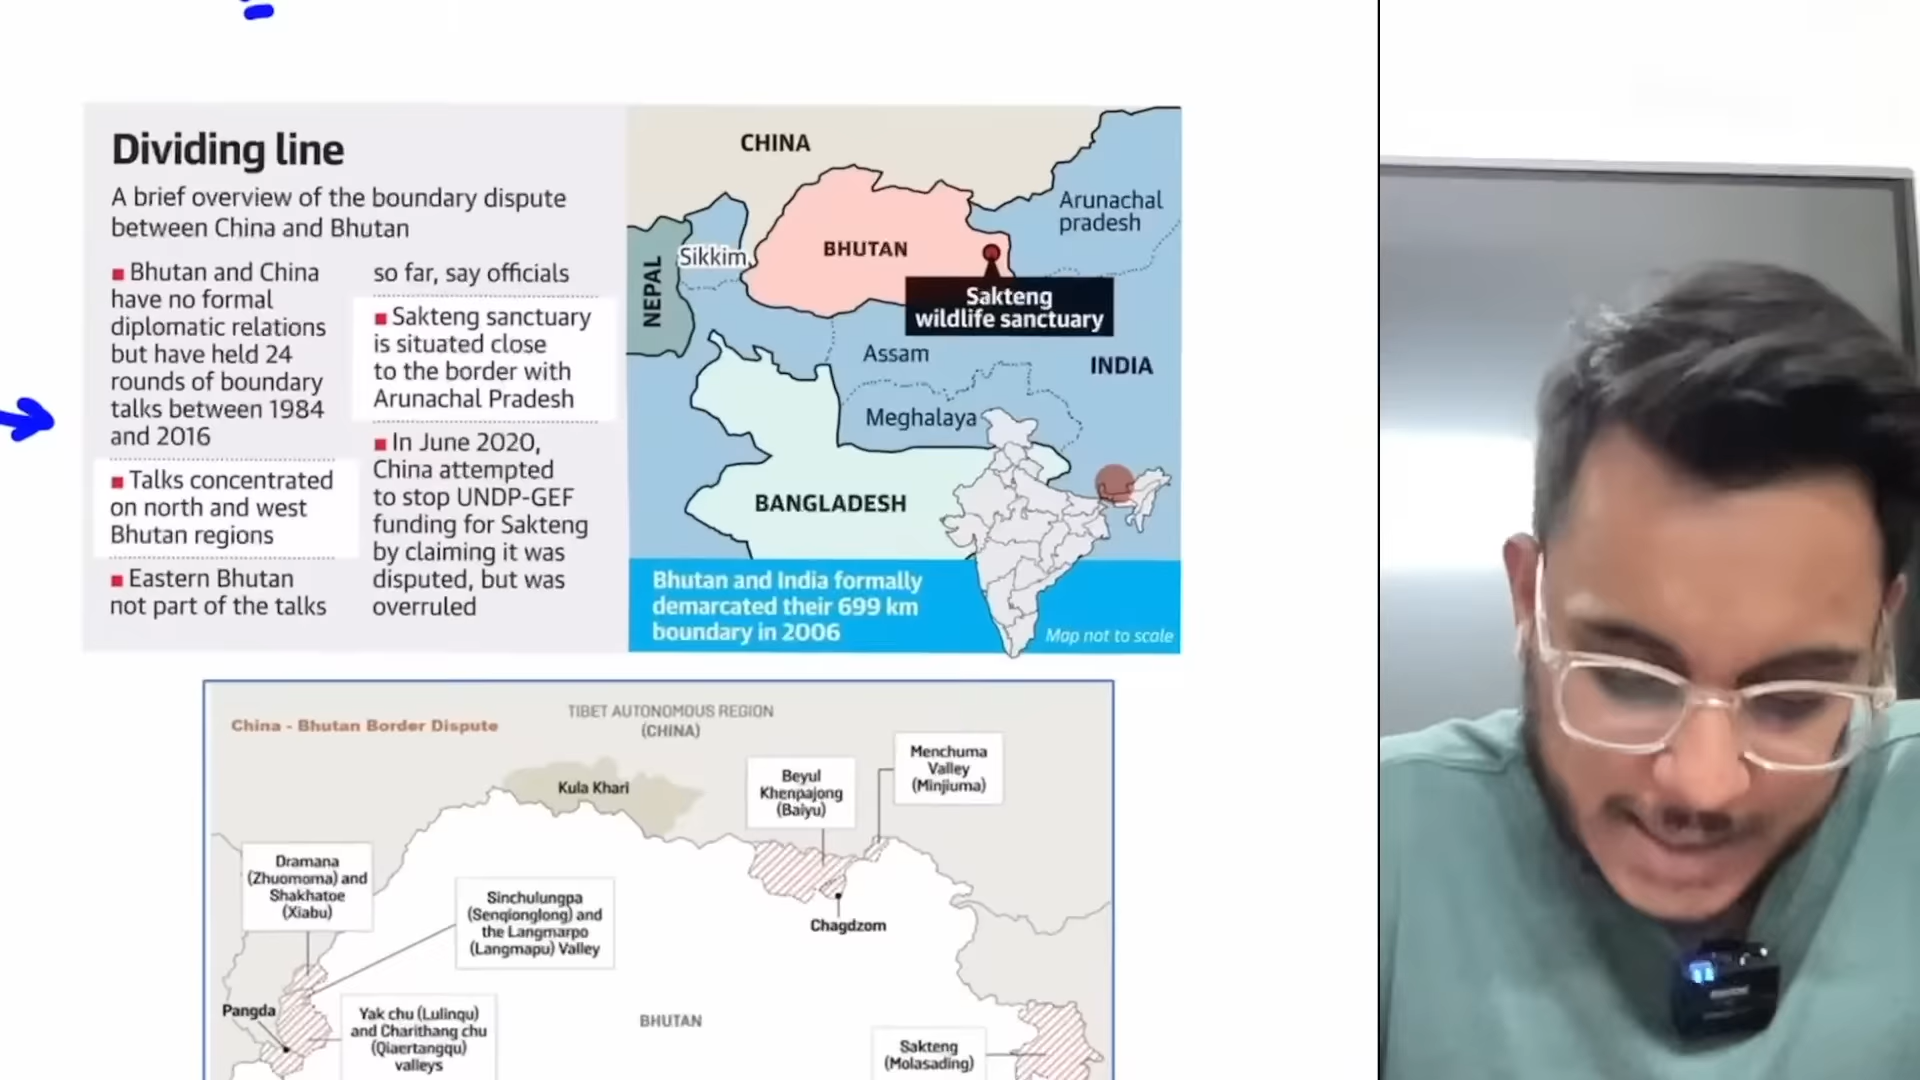 Dividing line
A brief overview of the boundary dispute
between China and Bhutan
■ Bhutan and China
have no formal
diplomatic relations
but have held 24
rounds of boundary
talks between 1984
and 2016
■ Talks concentrated
on north and west
Bhutan regions
■ Eastern Bhutan
not part of the talks
so far, say officials
■ Sakteng sanctuary
is situated close
to the border with
Arunachal Pradesh
■ In June 2020,
China attempted
to stop UNDP-GEF
funding for Sakteng
by claiming it was
disputed, but was
overruled
CHINA
Arunachal
pradesh
BHUTAN
Sikkim
NEPAL
Sakteng
wildlife sanctuary
Assam
INDIA
Meghalaya
BANGLADESH
Bhutan and India formally
demarcated their 699 km
boundary in 2006
Map not to scale
China - Bhutan Border Dispute
TIBET AUTONOMOUS REGION
(CHINA)
Kula Khari
Beyul
Khenpajong
(Baiyu)
Menchuma
Valley
(Minjiuma)
Dramana
(Zhuomoma) and
Shakhatoe
(Xiabu)
Sinchulungpa
(Senqionglong) and
the Langmarpo
(Langmapu) Valley
Chagdzom
Pangda
Yak chu (Lulinqu)
and Charithang chu
(Qiaertangqu)
valleys
BHUTAN
Sakteng
(Molasading)